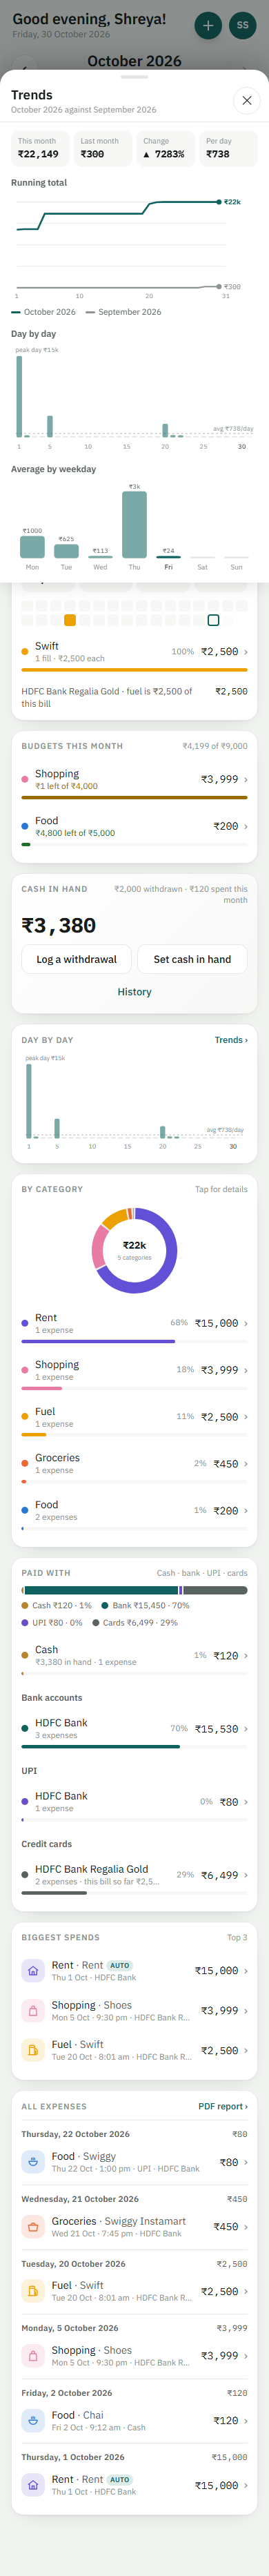 Good evening, Shreya!
Friday, 30 October 2026
+
SS
October 2026
Trends
October 2026 against September 2026
This month
₹22,149
Last month
₹300
Change
▲ 7283%
Per day
₹738
Running total
₹22k
₹300
1 10 20 31
October 2026 September 2026
Day by day
peak day ₹15k
avg ₹738/day
1 5 10 15 20 25 30
Average by weekday
₹3k
₹1000
₹625
₹113
₹24
Mon Tue Wed Thu Fri Sat Sun
Swift 100% ₹2,500 ›
1 fill · ₹2,500 each
HDFC Bank Regalia Gold · fuel is ₹2,500 of ₹2,500
this bill
BUDGETS THIS MONTH ₹4,199 of ₹9,000
Shopping ₹3,999 ›
₹1 left of ₹4,000
Food ₹200 ›
₹4,800 left of ₹5,000
CASH IN HAND ₹2,000 withdrawn · ₹120 spent this
month
₹3,380
Log a withdrawal Set cash in hand
History
DAY BY DAY Trends ›
peak day ₹15k
avg ₹738/day
1 5 10 15 20 25 30
BY CATEGORY Tap for details
₹22k
5 categories
Rent 68% ₹15,000 ›
1 expense
Shopping 18% ₹3,999 ›
1 expense
Fuel 11% ₹2,500 ›
1 expense
Groceries 2% ₹450 ›
1 expense
Food 1% ₹200 ›
2 expenses
PAID WITH Cash · bank · UPI · cards
Cash ₹120 · 1% Bank ₹15,450 · 70%
UPI ₹80 · 0% Cards ₹6,499 · 29%
Cash 1% ₹120 ›
₹3,380 in hand · 1 expense
Bank accounts
HDFC Bank 70% ₹15,530 ›
3 expenses
UPI
HDFC Bank 0% ₹80 ›
1 expense
Credit cards
HDFC Bank Regalia Gold 29% ₹6,499 ›
2 expenses · this bill so far ₹2,5...
BIGGEST SPENDS Top 3
Rent · Rent AUTO ₹15,000 ›
Thu 1 Oct · HDFC Bank
Shopping · Shoes ₹3,999 ›
Mon 5 Oct · 9:30 pm · HDFC Bank R...
Fuel · Swift ₹2,500 ›
Tue 20 Oct · 8:01 am · HDFC Bank R...
ALL EXPENSES PDF report ›
Thursday, 22 October 2026 ₹80
Food · Swiggy ₹80 ›
Thu 22 Oct · 1:00 pm · UPI · HDFC Bank
Wednesday, 21 October 2026 ₹450
Groceries · Swiggy Instamart ₹450 ›
Wed 21 Oct · 7:45 pm · HDFC Bank
Tuesday, 20 October 2026 ₹2,500
Fuel · Swift ₹2,500 ›
Tue 20 Oct · 8:01 am · HDFC Bank R...
Monday, 5 October 2026 ₹3,999
Shopping · Shoes ₹3,999 ›
Mon 5 Oct · 9:30 pm · HDFC Bank R...
Friday, 2 October 2026 ₹120
Food · Chai ₹120 ›
Fri 2 Oct · 9:12 am · Cash
Thursday, 1 October 2026 ₹15,000
Rent · Rent AUTO ₹15,000 ›
Thu 1 Oct · HDFC Bank